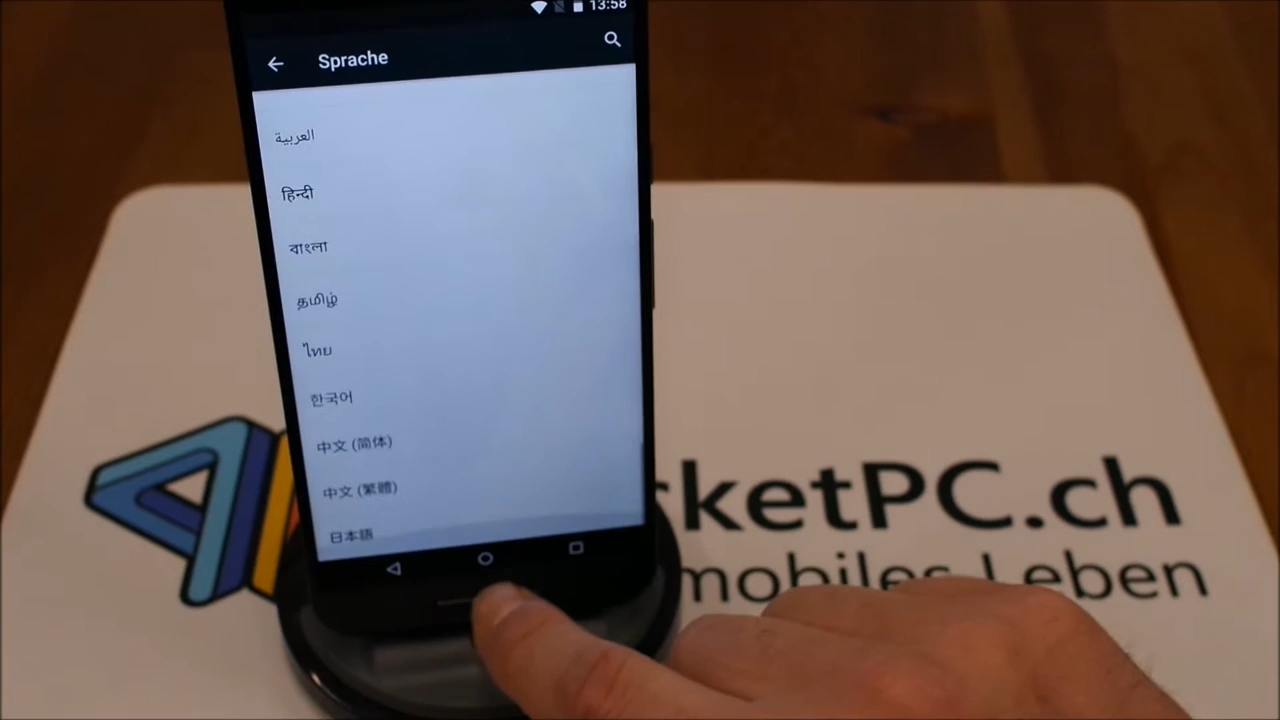 13:58
Sprache
العربية
हिन्दी
বাংলা
தமிழ்
ไทย
한국어
中文 (简体)
中文 (繁體)
日本語
cketPC.ch
mobiles Leben